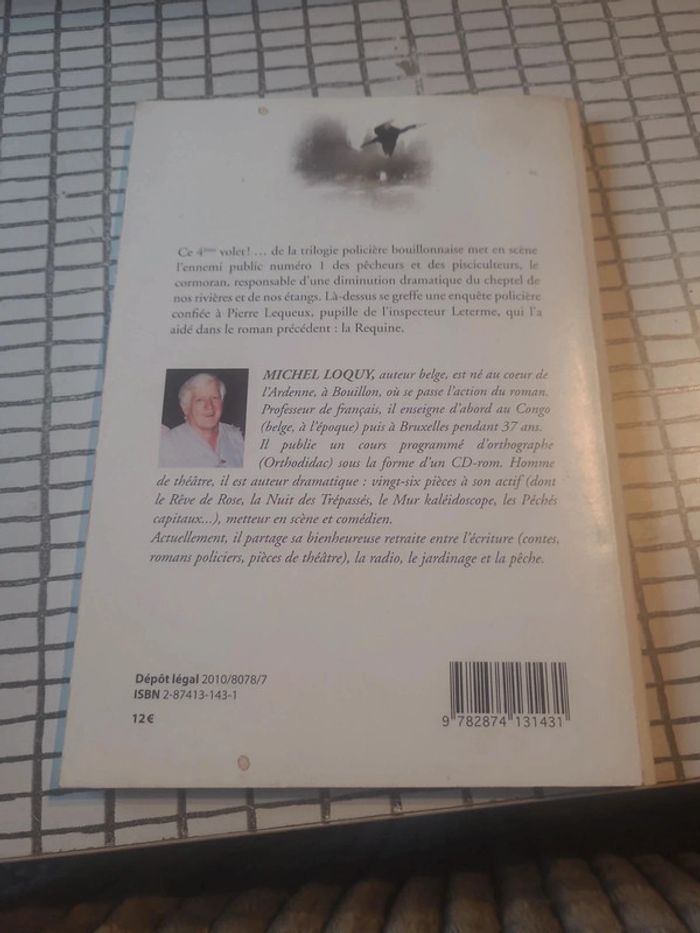 Ce 4ème volet! ... de la trilogie policière bouillonnaise met en scène
l'ennemi public numéro 1 des pêcheurs et des pisciculteurs, le
cormoran, responsable d'une diminution dramatique du cheptel de
nos rivières et de nos étangs. Là-dessus se greffe une enquête policière
confiée à Pierre Lequeux, pupille de l'inspecteur Leterme, qui l'a
aidé dans le roman précédent : la Requine.
MICHEL LOQUY, auteur belge, est né au coeur de
l'Ardenne, à Bouillon, où se passe l'action du roman.
Professeur de français, il enseigne d'abord au Congo
(belge, à l'époque) puis à Bruxelles pendant 37 ans.
Il publie un cours programmé d'orthographe
(Orthodidac) sous la forme d'un CD-rom. Homme
de théâtre, il est auteur dramatique : vingt-six pièces à son actif (dont
le Rêve de Rose, la Nuit des Trépassés, le Mur kaléidoscope, les Péchés
capitaux...), metteur en scène et comédien.
Actuellement, il partage sa bienheureuse retraite entre l'écriture (contes,
romans policiers, pièces de théâtre), la radio, le jardinage et la pêche.
Dépôt légal 2010/8078/7
ISBN 2-87413-143-1
12 €
9 782874 131431